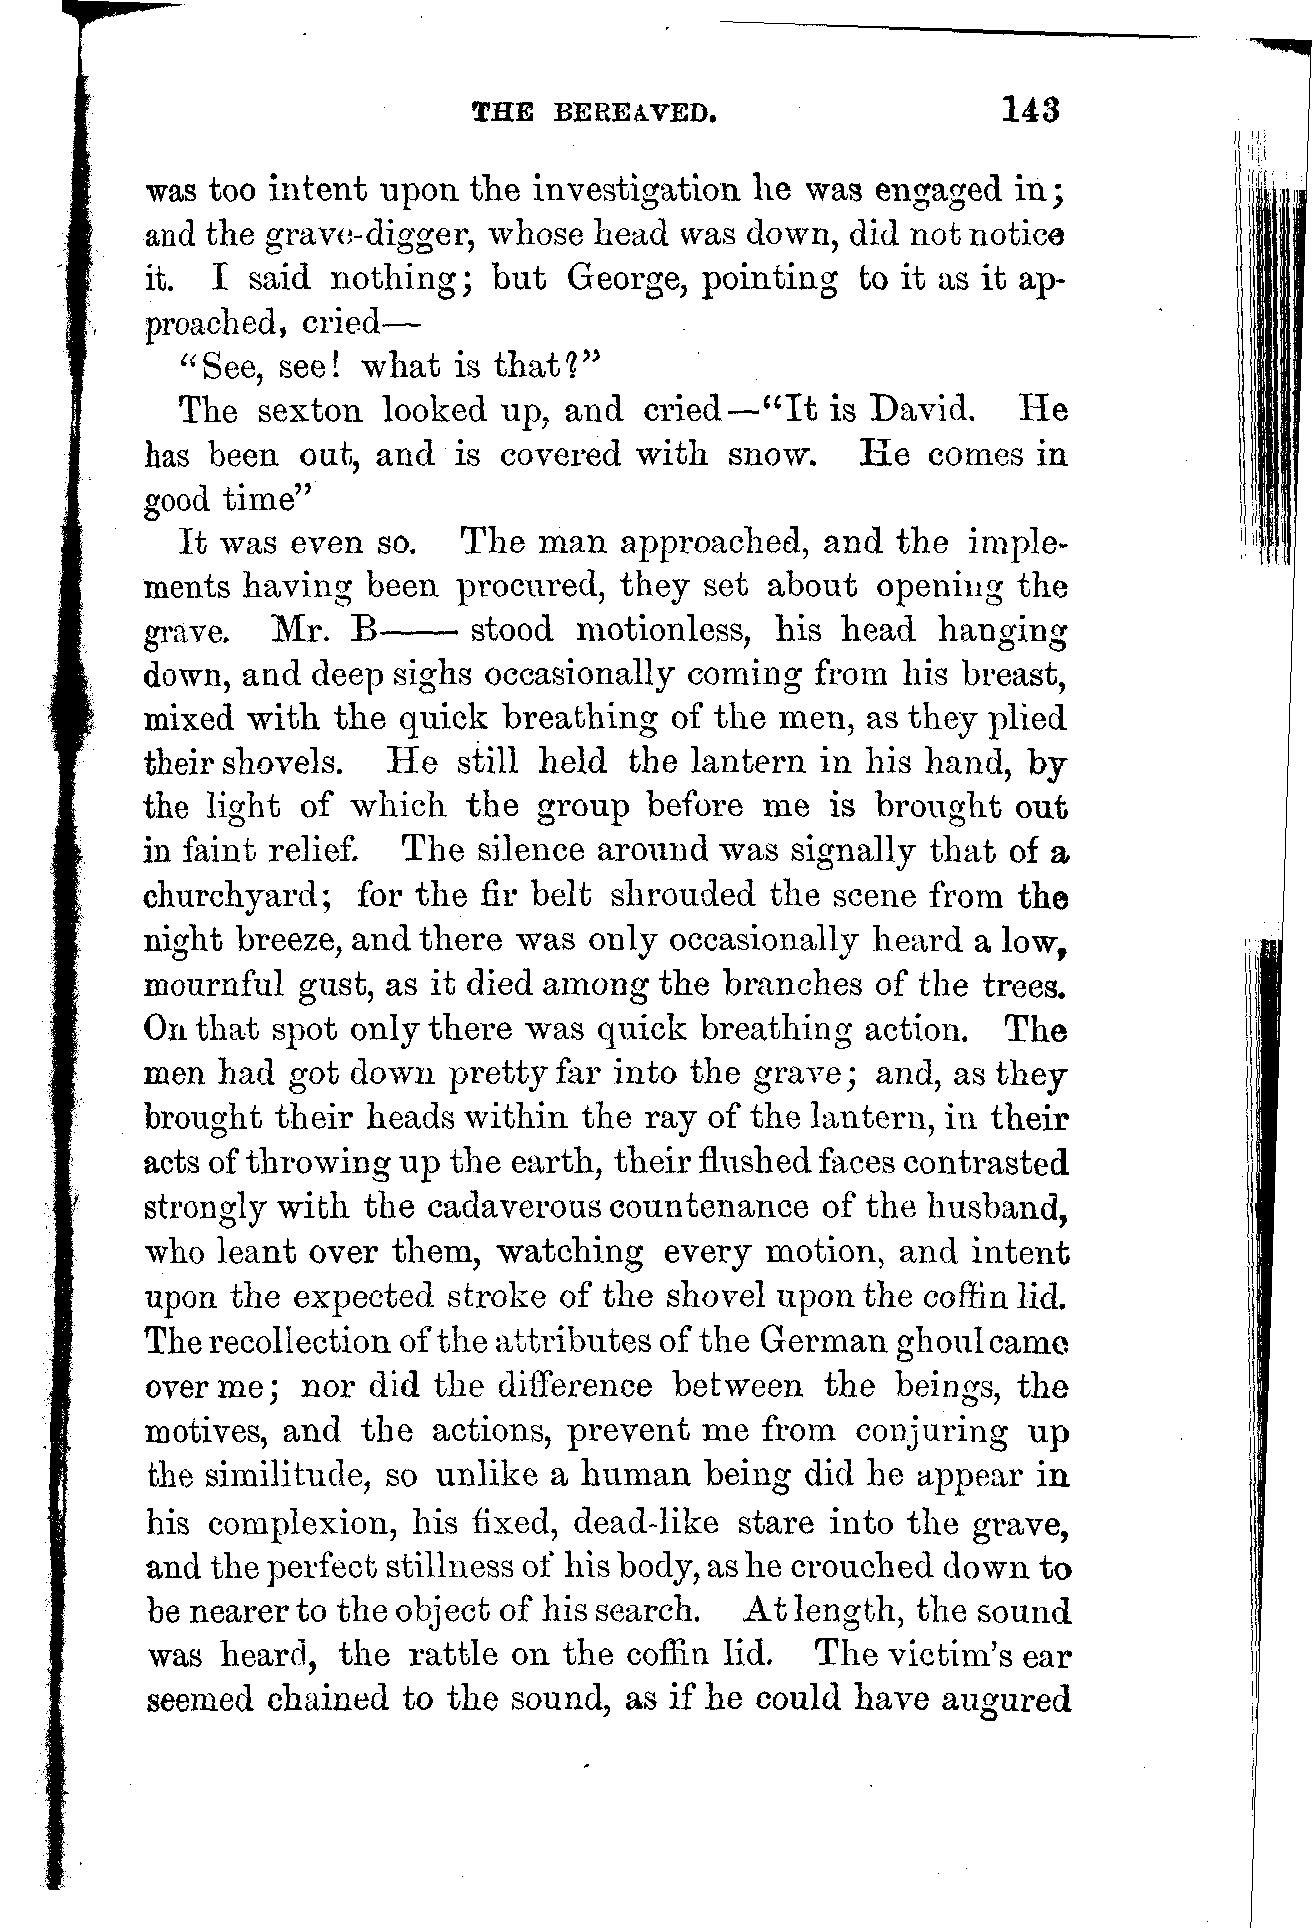 THE BEREAVED. 143
was too intent upon the investigation he was engaged in;
and the grave-digger, whose head was down, did not notice
it. I said nothing; but George, pointing to it as it ap-
proached, cried—
"See, see! what is that?"
The sexton looked up, and cried—"It is David. He
has been out, and is covered with snow. He comes in
good time"
It was even so. The man approached, and the imple-
ments having been procured, they set about opening the
grave. Mr. B—— stood motionless, his head hanging
down, and deep sighs occasionally coming from his breast,
mixed with the quick breathing of the men, as they plied
their shovels. He still held the lantern in his hand, by
the light of which the group before me is brought out
in faint relief. The silence around was signally that of a
churchyard; for the fir belt shrouded the scene from the
night breeze, and there was only occasionally heard a low,
mournful gust, as it died among the branches of the trees.
On that spot only there was quick breathing action. The
men had got down pretty far into the grave; and, as they
brought their heads within the ray of the lantern, in their
acts of throwing up the earth, their flushed faces contrasted
strongly with the cadaverous countenance of the husband,
who leant over them, watching every motion, and intent
upon the expected stroke of the shovel upon the coffin lid.
The recollection of the attributes of the German ghoul came
over me; nor did the difference between the beings, the
motives, and the actions, prevent me from conjuring up
the similitude, so unlike a human being did he appear in
his complexion, his fixed, dead-like stare into the grave,
and the perfect stillness of his body, as he crouched down to
be nearer to the object of his search. At length, the sound
was heard, the rattle on the coffin lid. The victim's ear
seemed chained to the sound, as if he could have augured